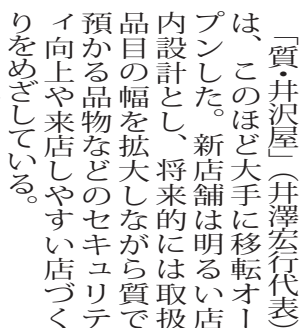 「質・井沢屋」（井澤宏行代表）
は、このほど大手に移転オー
プンした。新店舗は明るい店
内設計とし、将来的には取扱
品目の幅を拡大しながら質で
預かる品物などのセキュリテ
ィ向上や来店しやすい店づく
りをめざしている。